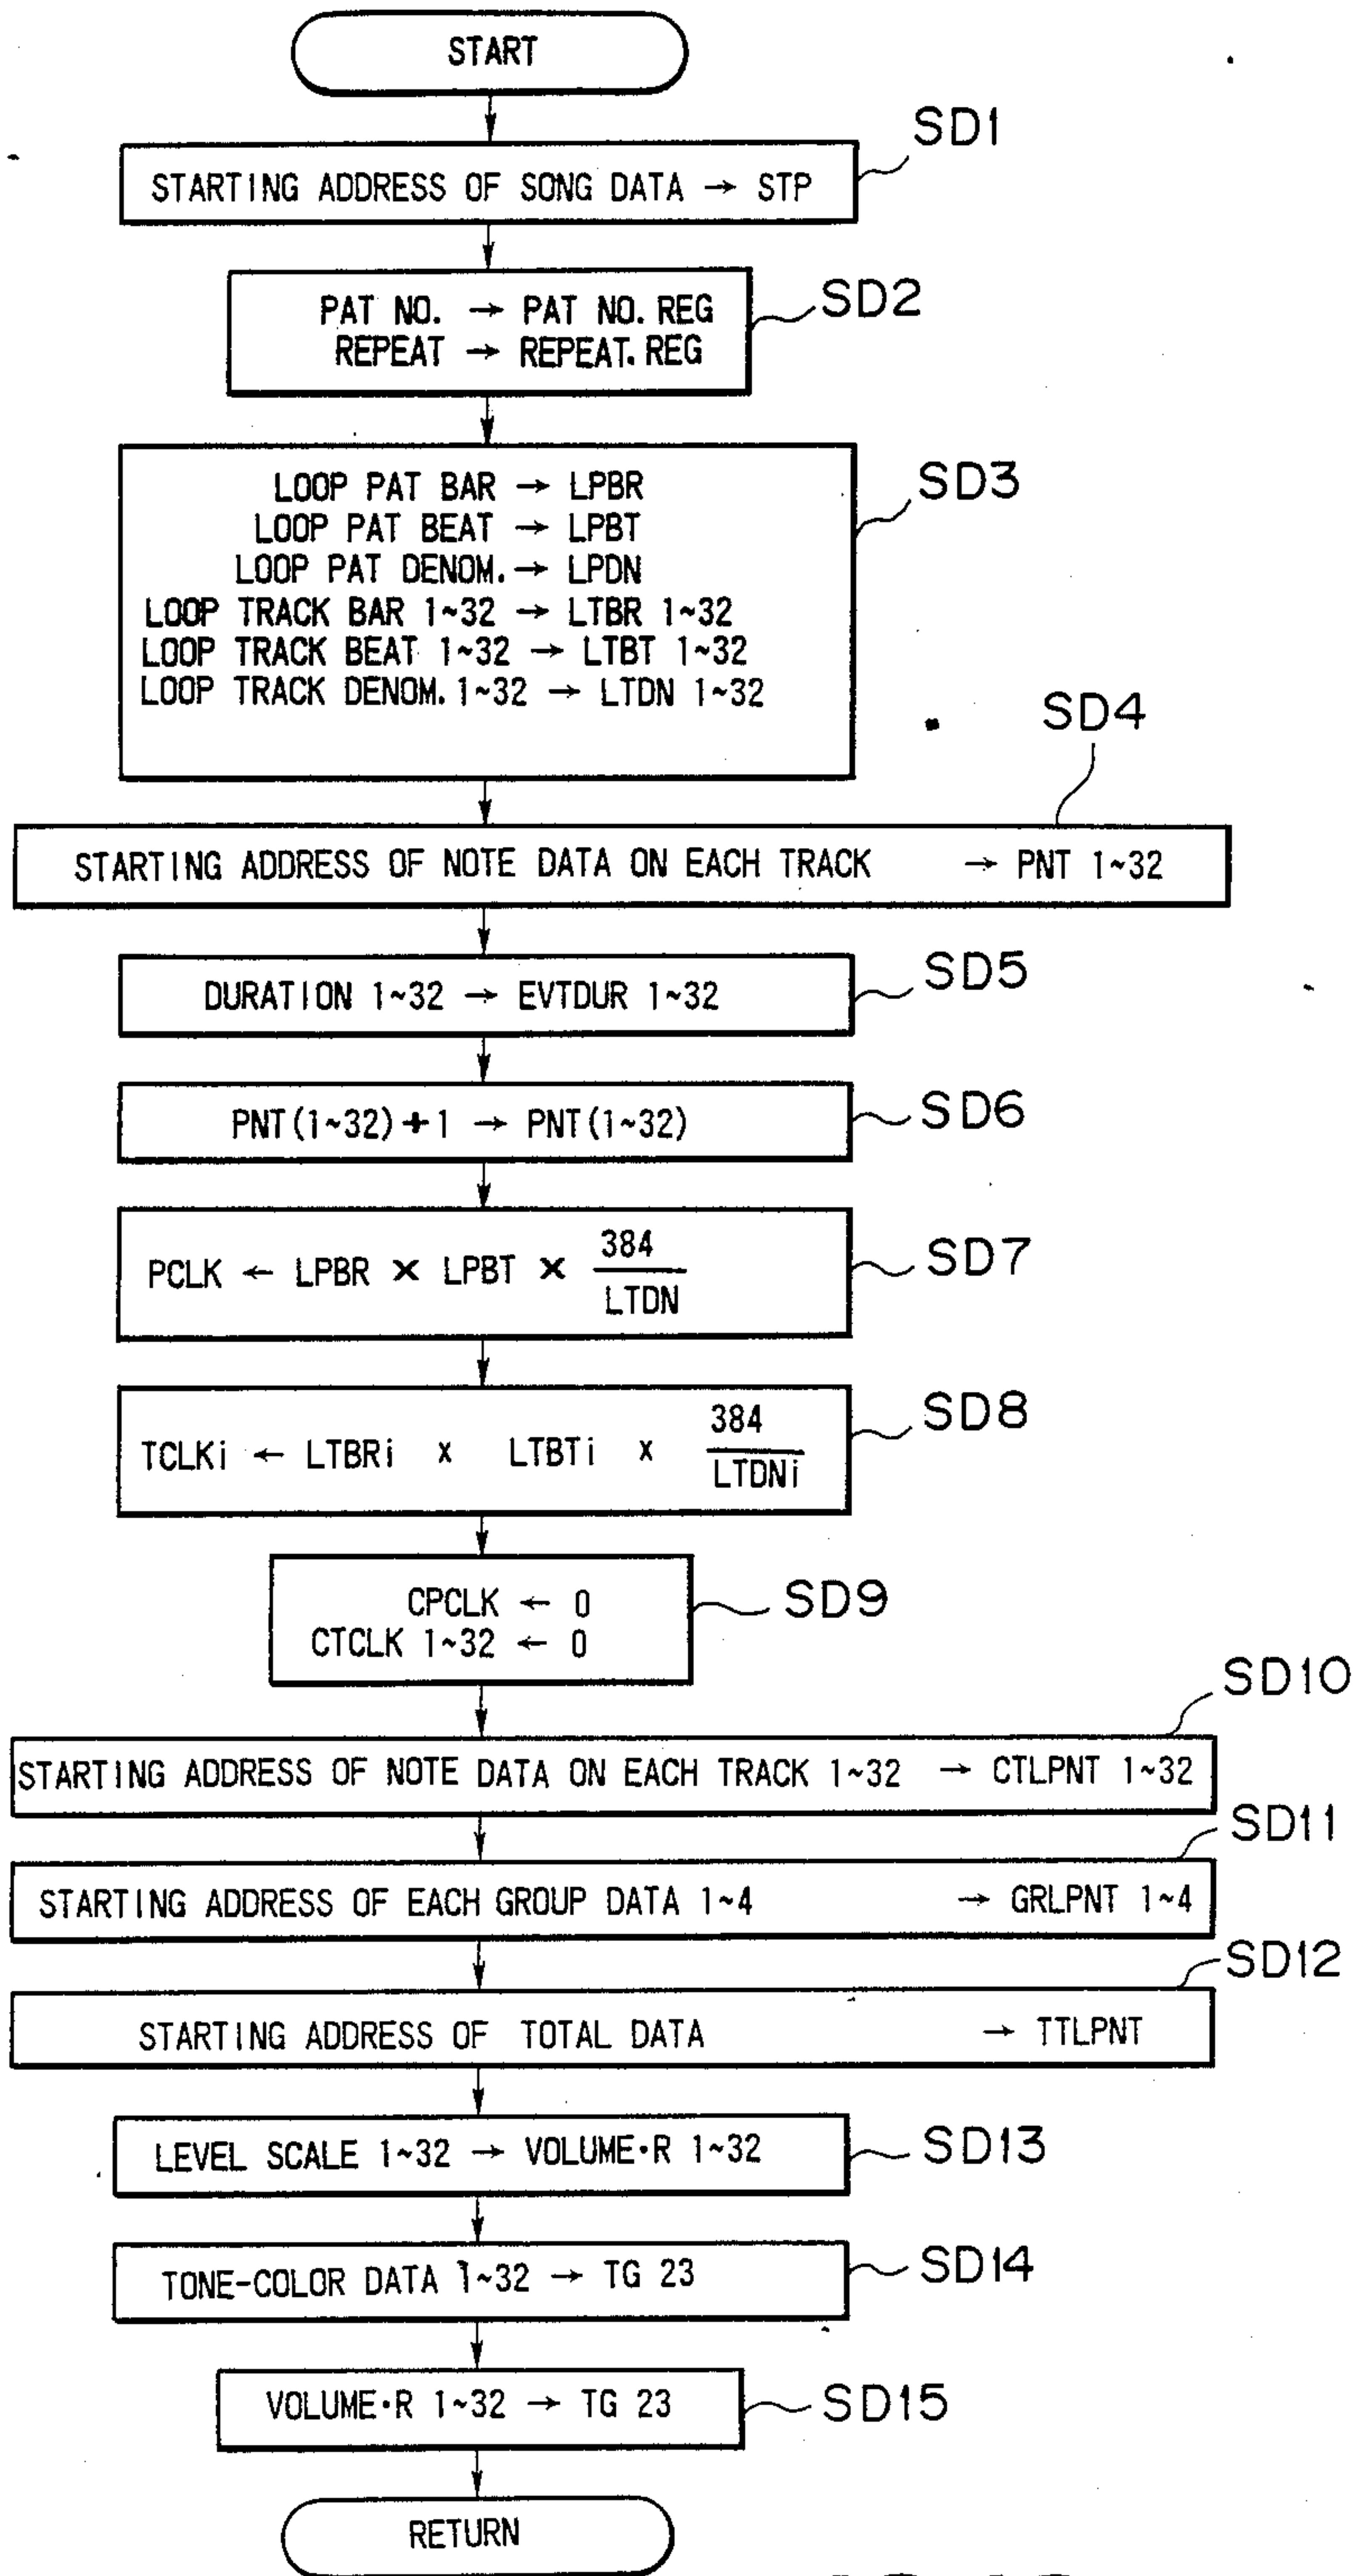 START
SD1
STARTING ADDRESS OF SONG DATA → STP
SD2
PAT NO. → PAT NO. REG
REPEAT → REPEAT. REG
SD3
LOOP PAT BAR → LPBR
LOOP PAT BEAT → LPBT
LOOP PAT DENOM. → LPDN
LOOP TRACK BAR 1~32 → LTBR 1~32
LOOP TRACK BEAT 1~32 → LTBT 1~32
LOOP TRACK DENOM. 1~32 → LTDN 1~32
SD4
STARTING ADDRESS OF NOTE DATA ON EACH TRACK → PNT 1~32
SD5
DURATION 1~32 → EVTDUR 1~32
SD6
PNT(1~32)+1 → PNT(1~32)
SD7
PCLK ← LPBR × LPBT × 384
LTDN
SD8
TCLKi ← LTBRi x LTBTi x 384
LTDNi
SD9
CPCLK ← 0
CTCLK 1~32 ← 0
SD10
STARTING ADDRESS OF NOTE DATA ON EACH TRACK 1~32 → CTLPNT 1~32
SD11
STARTING ADDRESS OF EACH GROUP DATA 1~4 → GRLPNT 1~4
SD12
STARTING ADDRESS OF TOTAL DATA → TTLPNT
SD13
LEVEL SCALE 1~32 → VOLUME·R 1~32
SD14
TONE-COLOR DATA 1~32 → TG 23
SD15
VOLUME·R 1~32 → TG 23
RETURN